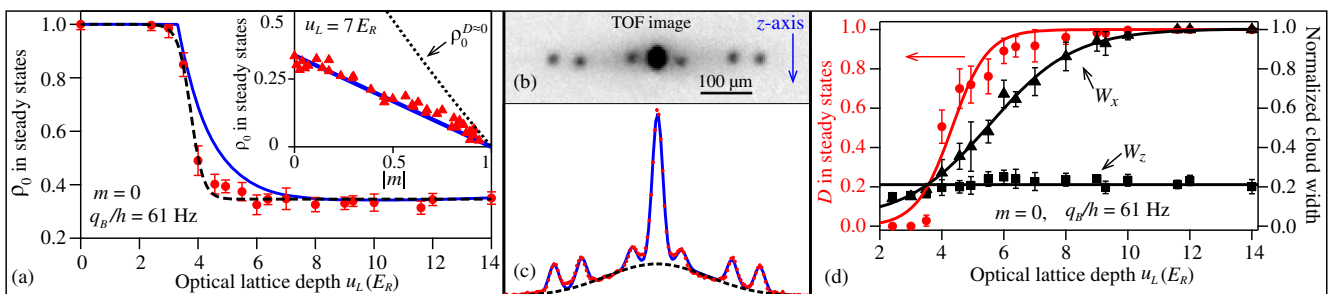 1.0
0.8
0.6
0.4
0.2
ρ0 in steady states
0 2 4 6 8 10 12 14
Optical lattice depth uL (ER)
(a)
m = 0
qB/h = 61 Hz
uL = 7 ER
ρ0^D≈0
0.50
0.25
0
ρ0 in steady states
0.5 1
|m|
TOF image
z-axis
(b)
100 μm
(c)
1.0
0.8
0.6
0.4
0.2
0.0
D in steady states
Wx
Wz
m = 0, qB/h = 61 Hz
(d)
2 4 6 8 10 12 14
Optical lattice depth uL (ER)
1.0
0.8
0.6
0.4
0.2
0.0
Normalized cloud width